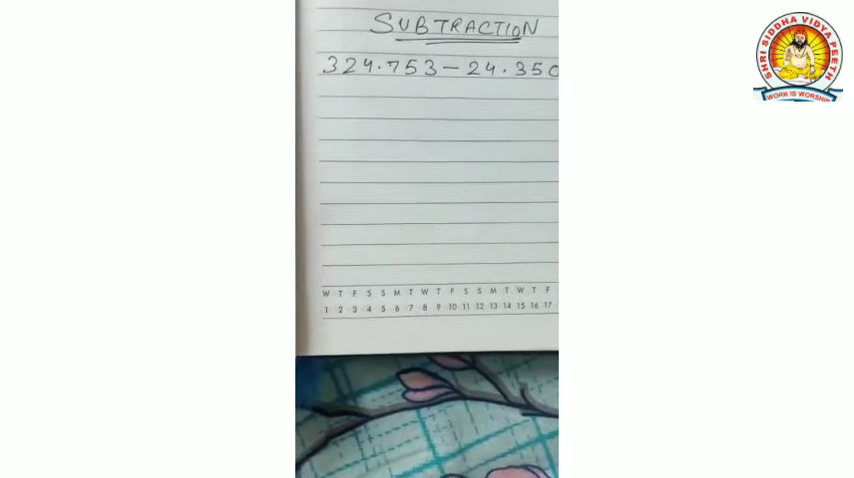 SUBTRACTION
324.753 – 24.350
W T F S S M T W T F S S M T W T F
1 2 3 4 5 6 7 8 9 10 11 12 13 14 15 16 17
SHRI SIDDHA VIDYA PEETH
WORK IS WORSHIP